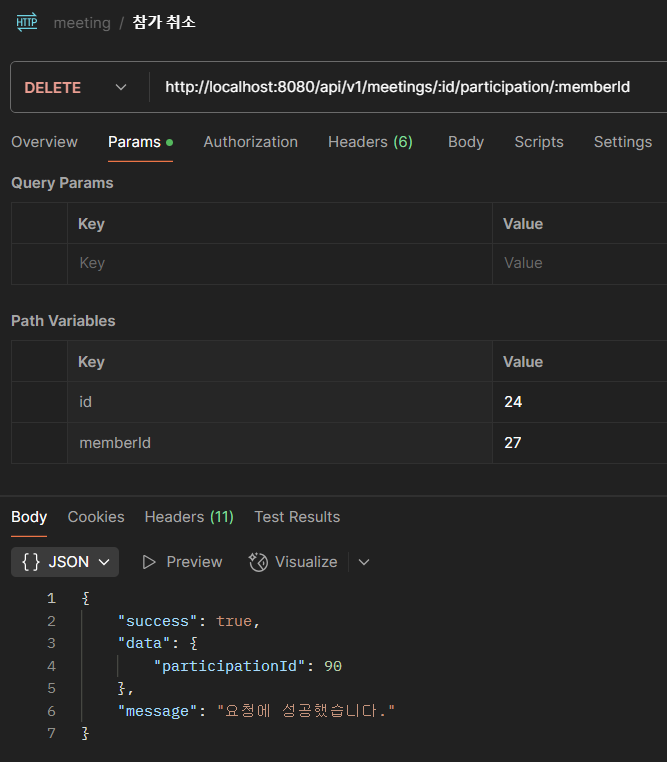 HTTP meeting / 참가 취소
DELETE http://localhost:8080/api/v1/meetings/:id/participation/:memberId
Overview Params Authorization Headers (6) Body Scripts Settings
Query Params
Key Value
Key Value
Path Variables
Key Value
id 24
memberId 27
Body Cookies Headers (11) Test Results
{} JSON Preview Visualize
1 {
2 "success": true,
3 "data": {
4 "participationId": 90
5 },
6 "message": "요청에 성공했습니다."
7 }